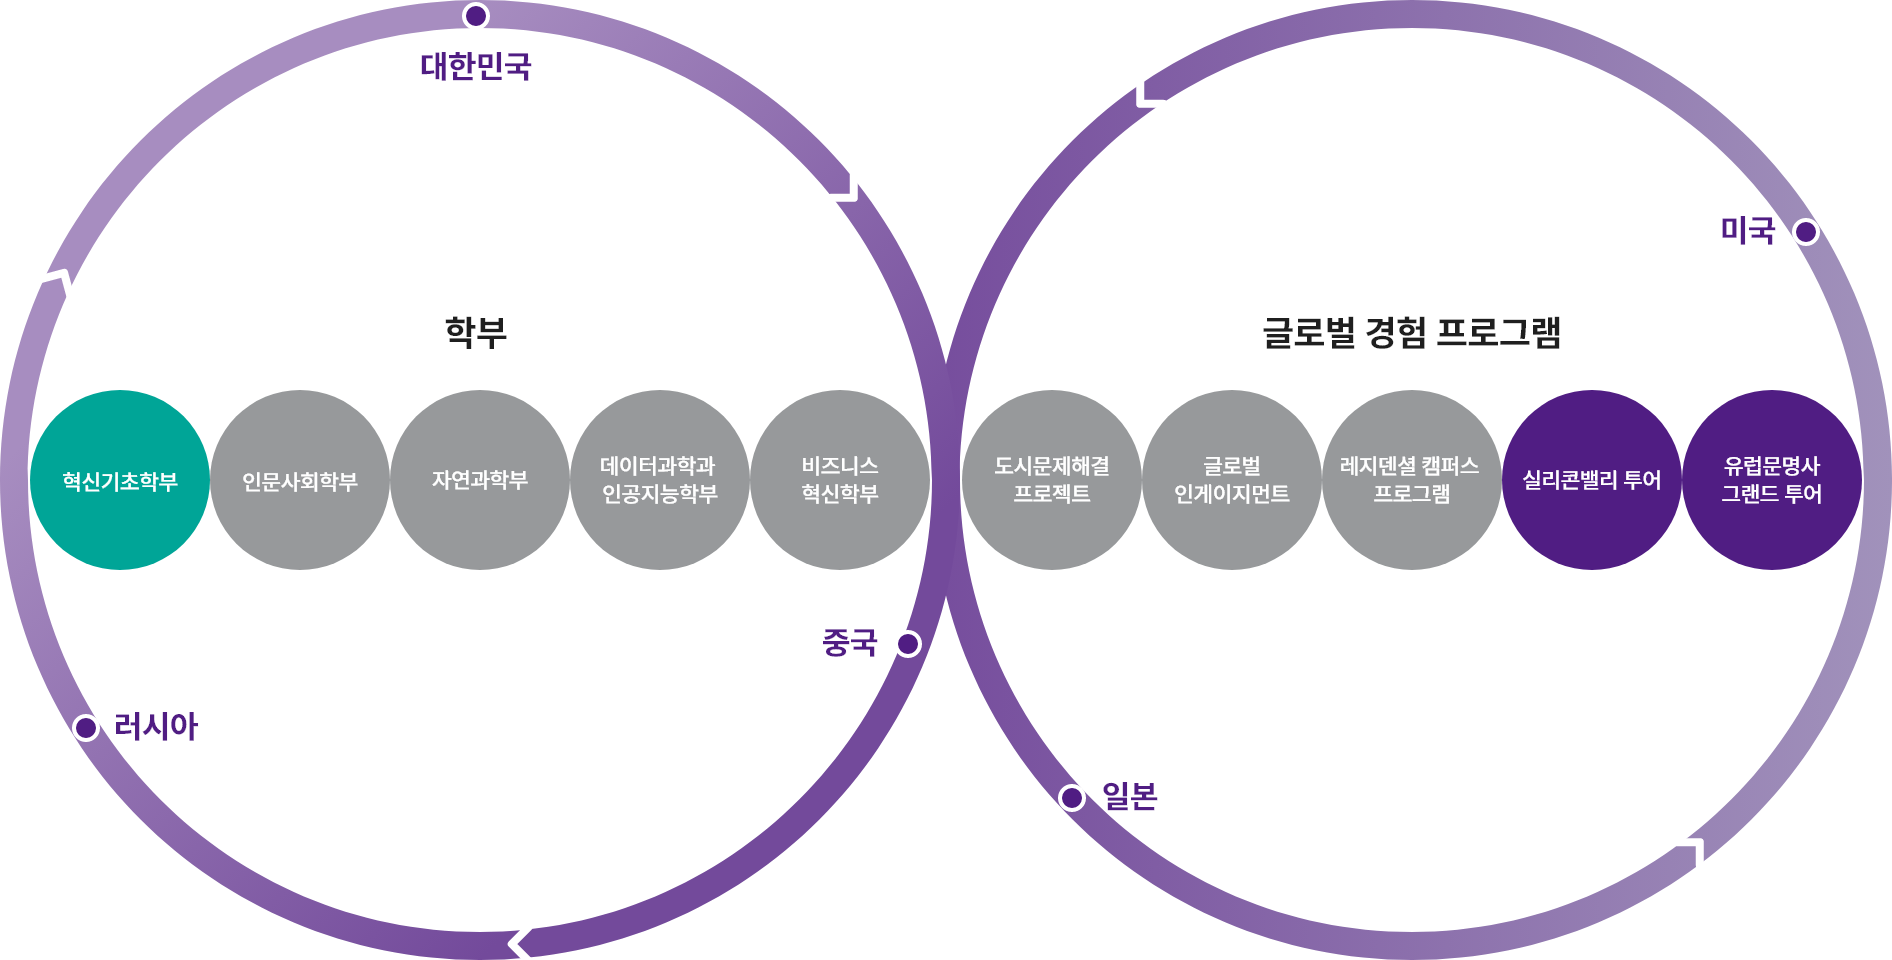 대한민국
미국
학부
글로벌 경험 프로그램
혁신기초학부
인문사회학부
자연과학부
데이터과학과
인공지능학부
비즈니스
혁신학부
도시문제해결
프로젝트
글로벌
인게이지먼트
레지덴셜 캠퍼스
프로그램
실리콘밸리 투어
유럽문명사
그랜드 투어
중국
러시아
일본